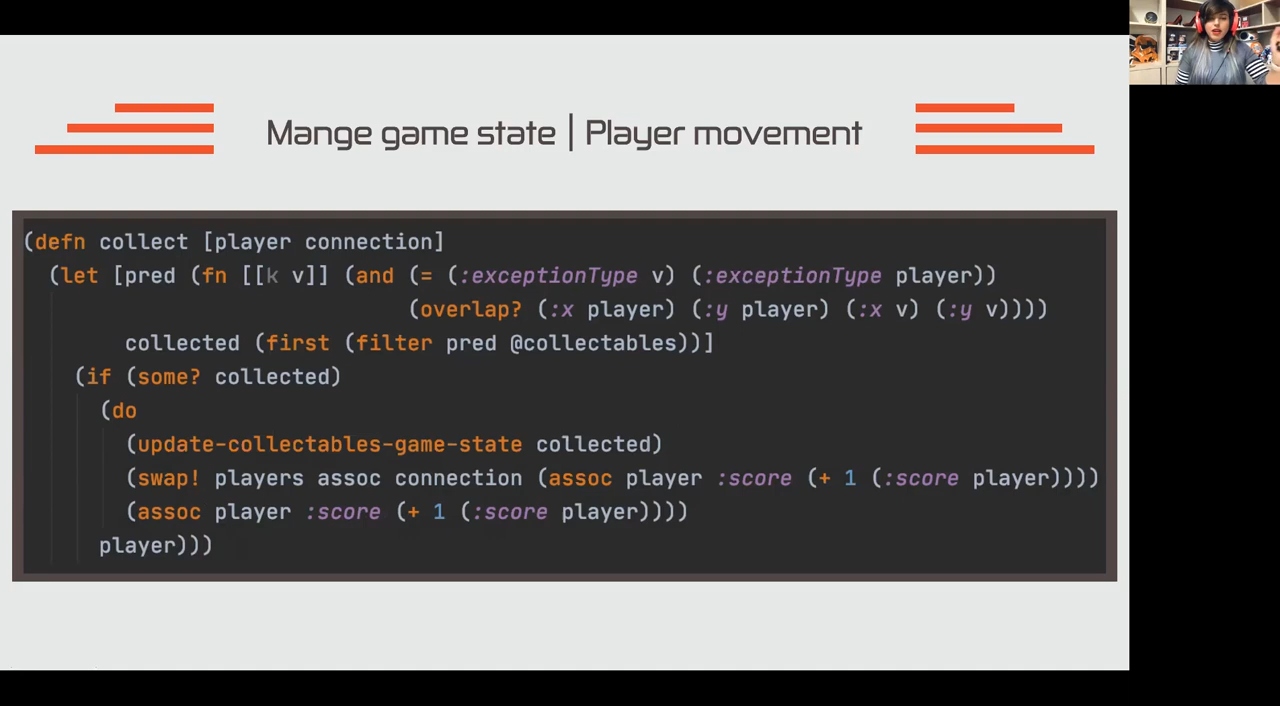 Mange game state | Player movement
(defn collect [player connection]
(let [pred (fn [[k v]] (and (= (:exceptionType v) (:exceptionType player))
(overlap? (:x player) (:y player) (:x v) (:y v))))
collected (first (filter pred @collectables))]
(if (some? collected)
(do
(update-collectables-game-state collected)
(swap! players assoc connection (assoc player :score (+ 1 (:score player))))
(assoc player :score (+ 1 (:score player))))
player)))